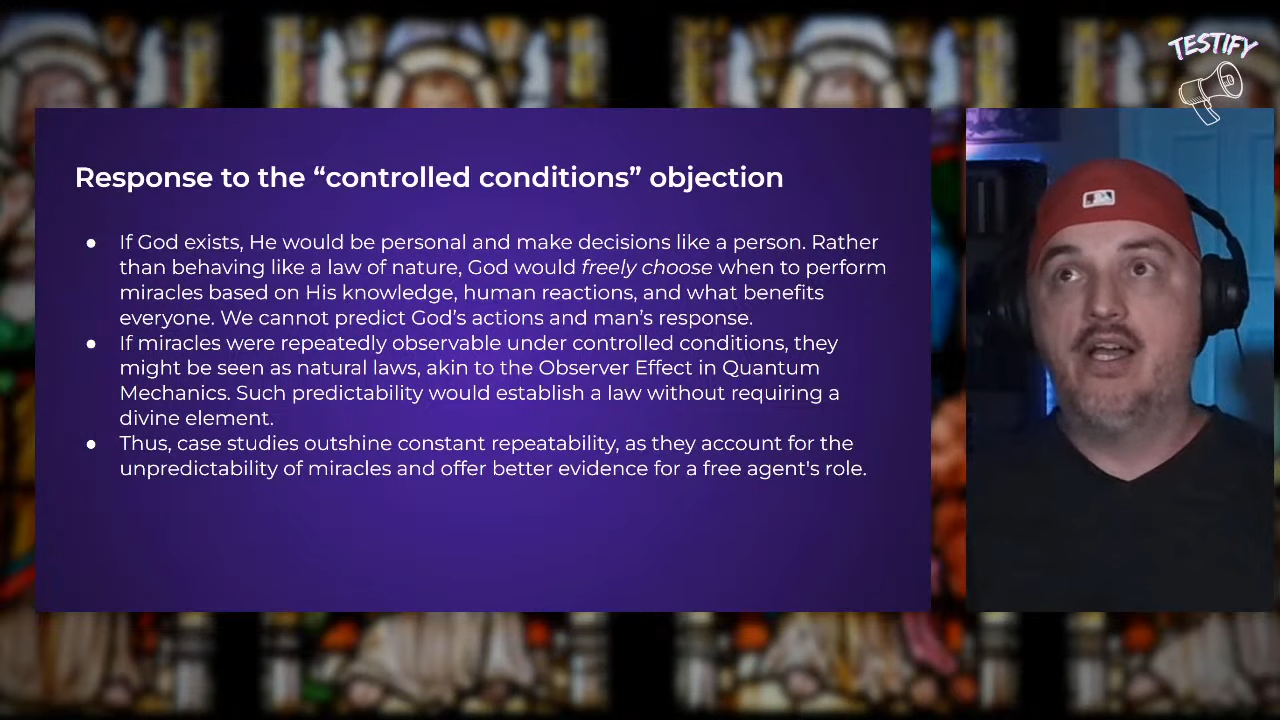 TESTIFY
Response to the “controlled conditions” objection
● If God exists, He would be personal and make decisions like a person. Rather
than behaving like a law of nature, God would freely choose when to perform
miracles based on His knowledge, human reactions, and what benefits
everyone. We cannot predict God’s actions and man’s response.
● If miracles were repeatedly observable under controlled conditions, they
might be seen as natural laws, akin to the Observer Effect in Quantum
Mechanics. Such predictability would establish a law without requiring a
divine element.
● Thus, case studies outshine constant repeatability, as they account for the
unpredictability of miracles and offer better evidence for a free agent's role.